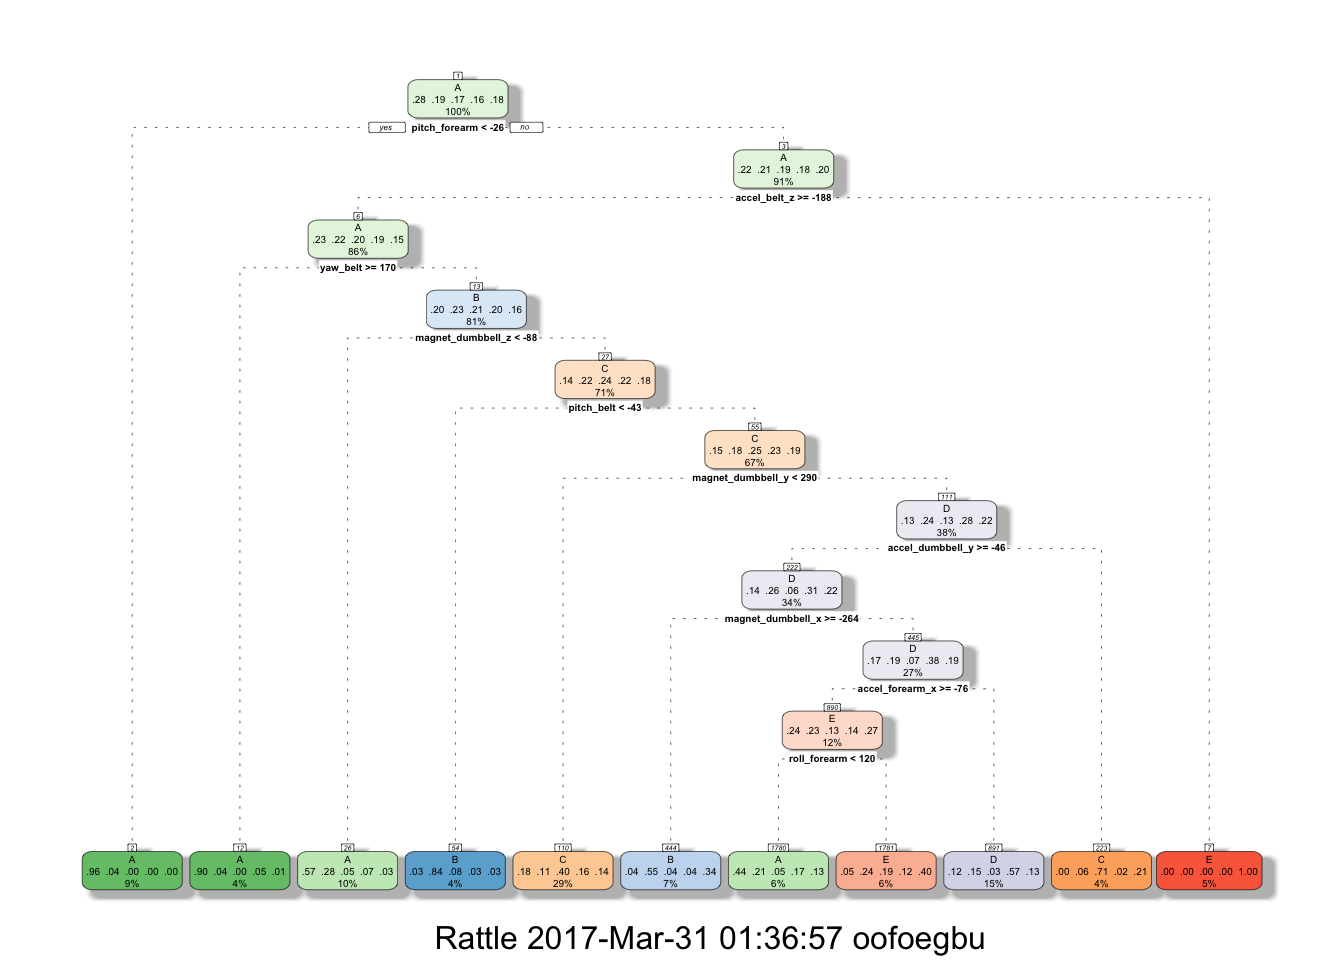 1
A
.28 .19 .17 .16 .18
100%
yes pitch_forearm < -26 no
3
A
.22 .21 .19 .18 .20
91%
accel_belt_z >= -188
6
A
.23 .22 .20 .19 .15
86%
yaw_belt >= 170
13
B
.20 .23 .21 .20 .16
81%
magnet_dumbbell_z < -88
27
C
.14 .22 .24 .22 .18
71%
pitch_belt < -43
55
C
.15 .18 .25 .23 .19
67%
magnet_dumbbell_y < 290
111
D
.13 .24 .13 .28 .22
38%
accel_dumbbell_y >= -46
222
D
.14 .26 .06 .31 .22
34%
magnet_dumbbell_x >= -264
445
D
.17 .19 .07 .38 .19
27%
accel_forearm_x >= -76
890
E
.24 .23 .13 .14 .27
12%
roll_forearm < 120
2
A
.96 .04 .00 .00 .00
9%
12
A
.90 .04 .00 .05 .01
4%
26
A
.57 .28 .05 .07 .03
10%
54
B
.03 .84 .08 .03 .03
4%
110
C
.18 .11 .40 .16 .14
29%
444
B
.04 .55 .04 .04 .34
7%
1780
A
.44 .21 .05 .17 .13
6%
1781
E
.05 .24 .19 .12 .40
6%
891
D
.12 .15 .03 .57 .13
15%
223
C
.00 .06 .71 .02 .21
4%
7
E
.00 .00 .00 .00 1.00
5%
Rattle 2017-Mar-31 01:36:57 oofoegbu